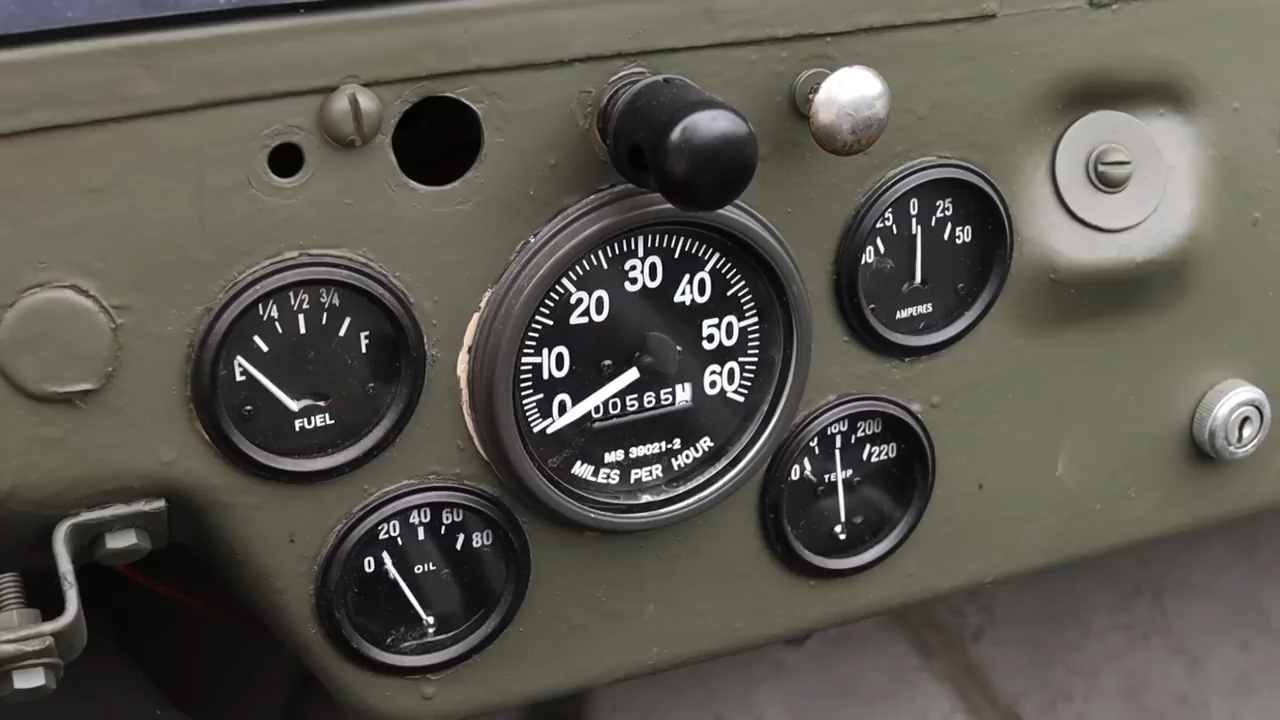 1/4 1/2 3/4
E F
FUEL
0 10 20 30 40 50 60
00565
MS 39021-2
MILES PER HOUR
25 0 25
50
AMPERES
0 20 40 60 80
OIL
160 200
220
TEMP